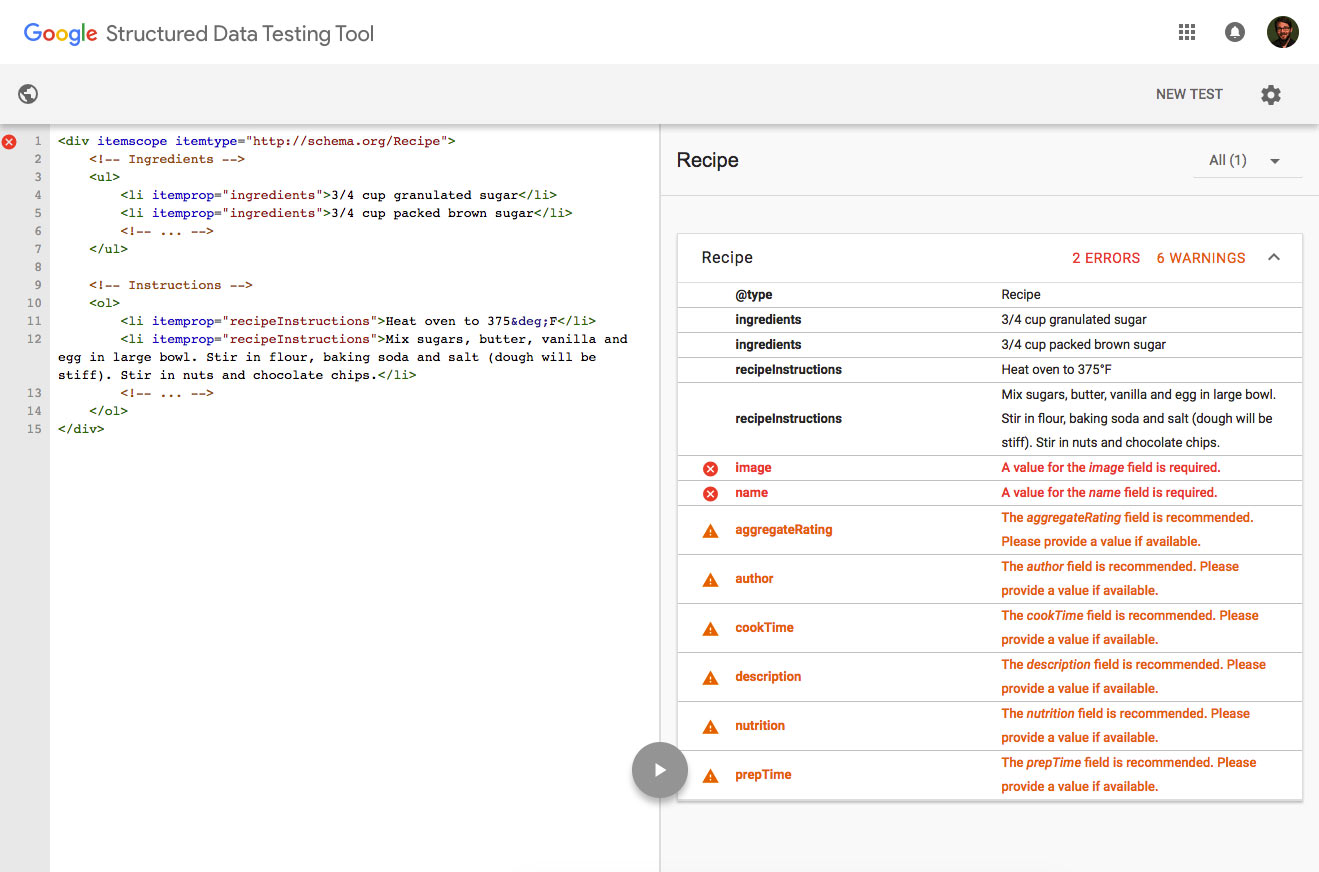 Google Structured Data Testing Tool
NEW TEST
1 <div itemscope itemtype="http://schema.org/Recipe">
2 <!-- Ingredients -->
3 <ul>
4 <li itemprop="ingredients">3/4 cup granulated sugar</li>
5 <li itemprop="ingredients">3/4 cup packed brown sugar</li>
6 <!-- ... -->
7 </ul>
8
9 <!-- Instructions -->
10 <ol>
11 <li itemprop="recipeInstructions">Heat oven to 375&deg;F</li>
12 <li itemprop="recipeInstructions">Mix sugars, butter, vanilla and
egg in large bowl. Stir in flour, baking soda and salt (dough will be
stiff). Stir in nuts and chocolate chips.</li>
13 <!-- ... -->
14 </ol>
15 </div>
Recipe All (1)
Recipe 2 ERRORS 6 WARNINGS
@type Recipe
ingredients 3/4 cup granulated sugar
ingredients 3/4 cup packed brown sugar
recipeInstructions Heat oven to 375°F
recipeInstructions Mix sugars, butter, vanilla and egg in large bowl.
Stir in flour, baking soda and salt (dough will be
stiff). Stir in nuts and chocolate chips.
image A value for the image field is required.
name A value for the name field is required.
aggregateRating The aggregateRating field is recommended.
Please provide a value if available.
author The author field is recommended. Please
provide a value if available.
cookTime The cookTime field is recommended. Please
provide a value if available.
description The description field is recommended. Please
provide a value if available.
nutrition The nutrition field is recommended. Please
provide a value if available.
prepTime The prepTime field is recommended. Please
provide a value if available.